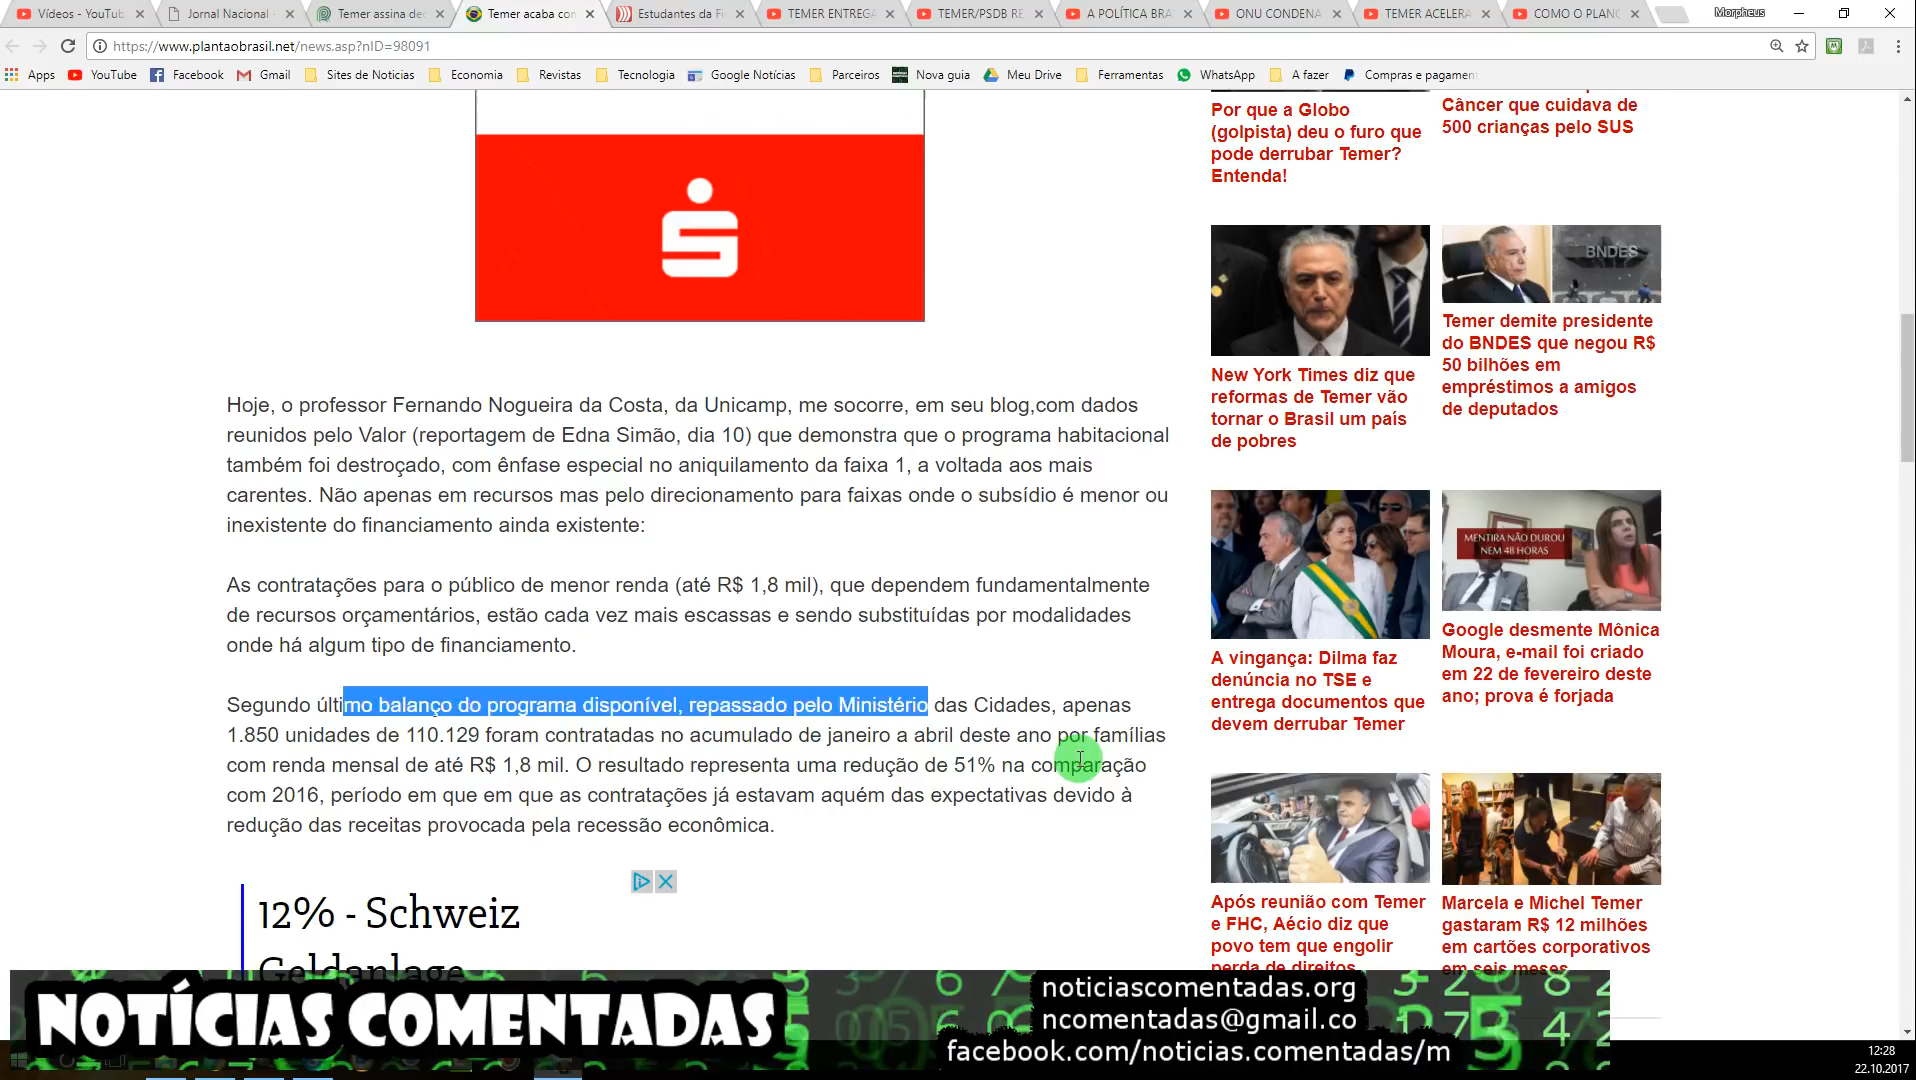 Vídeos - YouTub
Jornal Nacional -
Temer assina dec
Temer acaba con
Estudantes da Fi
TEMER ENTREGA
TEMER/PSDB RE
A POLÍTICA BRA
ONU CONDENA
TEMER ACELERA
COMO O PLANO
Morpheus
https://www.plantaobrasil.net/news.asp?nID=98091
Apps
YouTube
Facebook
Gmail
Sites de Noticias
Economia
Revistas
Tecnologia
Google Notícias
Parceiros
Nova guia
Meu Drive
Ferramentas
WhatsApp
A fazer
Compras e pagamen
Hoje, o professor Fernando Nogueira da Costa, da Unicamp, me socorre, em seu blog,com dados
reunidos pelo Valor (reportagem de Edna Simão, dia 10) que demonstra que o programa habitacional
também foi destroçado, com ênfase especial no aniquilamento da faixa 1, a voltada aos mais
carentes. Não apenas em recursos mas pelo direcionamento para faixas onde o subsídio é menor ou
inexistente do financiamento ainda existente:
As contratações para o público de menor renda (até R$ 1,8 mil), que dependem fundamentalmente
de recursos orçamentários, estão cada vez mais escassas e sendo substituídas por modalidades
onde há algum tipo de financiamento.
Segundo último balanço do programa disponível, repassado pelo Ministério das Cidades, apenas
1.850 unidades de 110.129 foram contratadas no acumulado de janeiro a abril deste ano por famílias
com renda mensal de até R$ 1,8 mil. O resultado representa uma redução de 51% na comparação
com 2016, período em que em que as contratações já estavam aquém das expectativas devido à
redução das receitas provocada pela recessão econômica.
12% - Schweiz
Geldanlage
Por que a Globo
(golpista) deu o furo que
pode derrubar Temer?
Entenda!
Câncer que cuidava de
500 crianças pelo SUS
New York Times diz que
reformas de Temer vão
tornar o Brasil um país
de pobres
BNDES
Temer demite presidente
do BNDES que negou R$
50 bilhões em
empréstimos a amigos
de deputados
A vingança: Dilma faz
denúncia no TSE e
entrega documentos que
devem derrubar Temer
MENTIRA NÃO DUROU
NEM 48 HORAS
Google desmente Mônica
Moura, e-mail foi criado
em 22 de fevereiro deste
ano; prova é forjada
Após reunião com Temer
e FHC, Aécio diz que
povo tem que engolir
perda de direitos
Marcela e Michel Temer
gastaram R$ 12 milhões
em cartões corporativos
em seis meses
NOTÍCIAS COMENTADAS
noticiascomentadas.org
ncomentadas@gmail.co
facebook.com/noticias.comentadas/m
12:28
22.10.2017